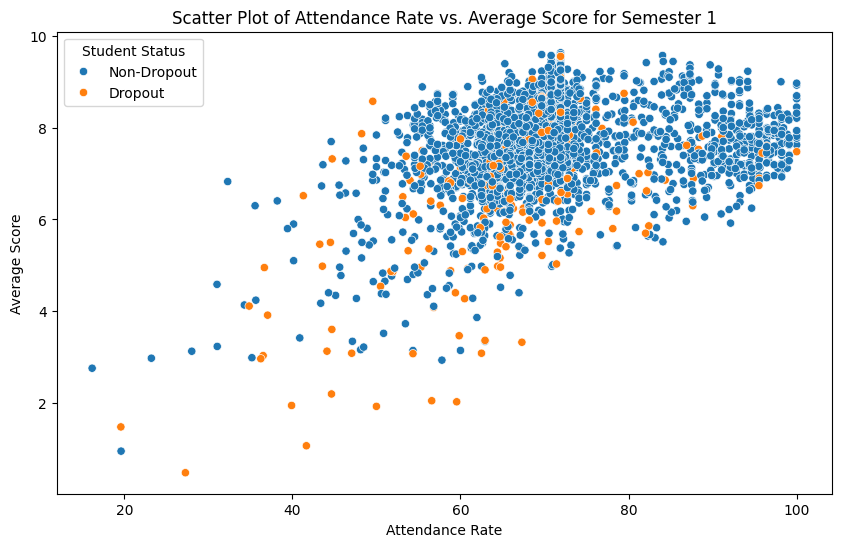 Scatter Plot of Attendance Rate vs. Average Score for Semester 1
Student Status
Non-Dropout
Dropout
Average Score
10
8
6
4
2
20 40 60 80 100
Attendance Rate